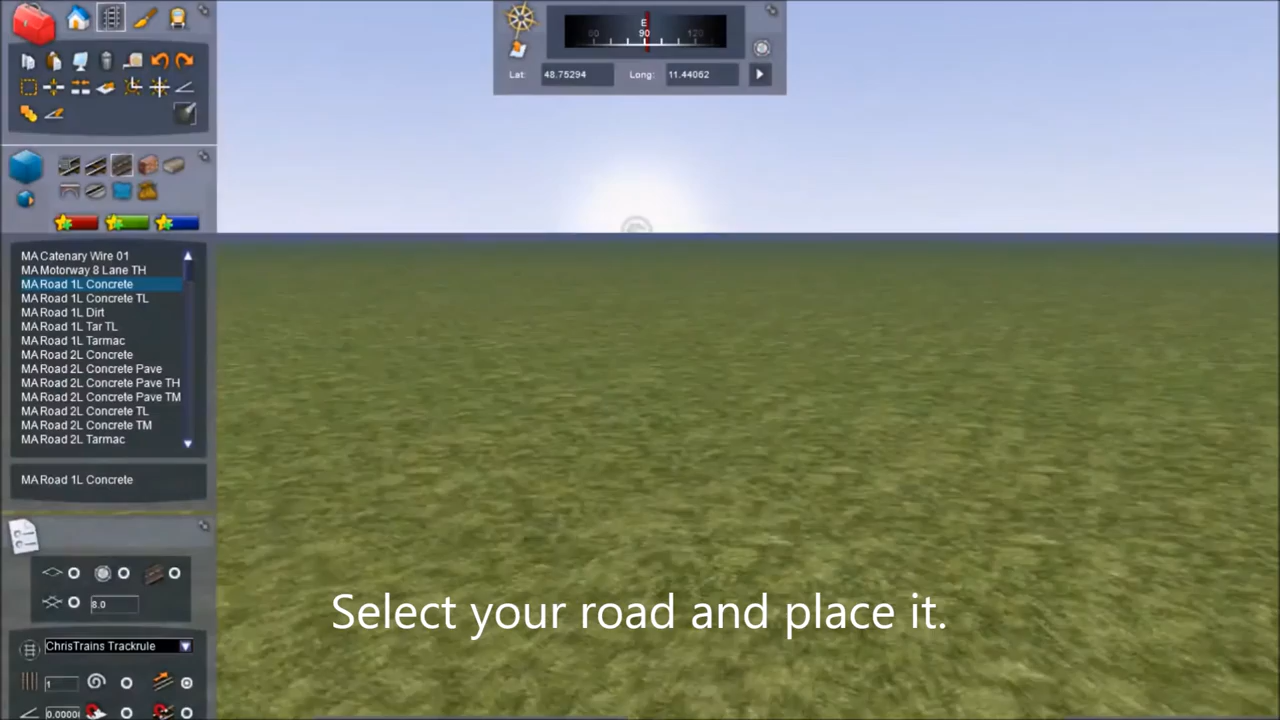 E
60 90 120
Lat: 48.75294 Long: 11.44062
MA Catenary Wire 01
MA Motorway 8 Lane TH
MA Road 1L Concrete
MA Road 1L Concrete TL
MA Road 1L Dirt
MA Road 1L Tar TL
MA Road 1L Tarmac
MA Road 2L Concrete
MA Road 2L Concrete Pave
MA Road 2L Concrete Pave TH
MA Road 2L Concrete Pave TM
MA Road 2L Concrete TL
MA Road 2L Concrete TM
MA Road 2L Tarmac
MA Road 1L Concrete
8.0
Select your road and place it.
ChrisTrains Trackrule
1
0.0000